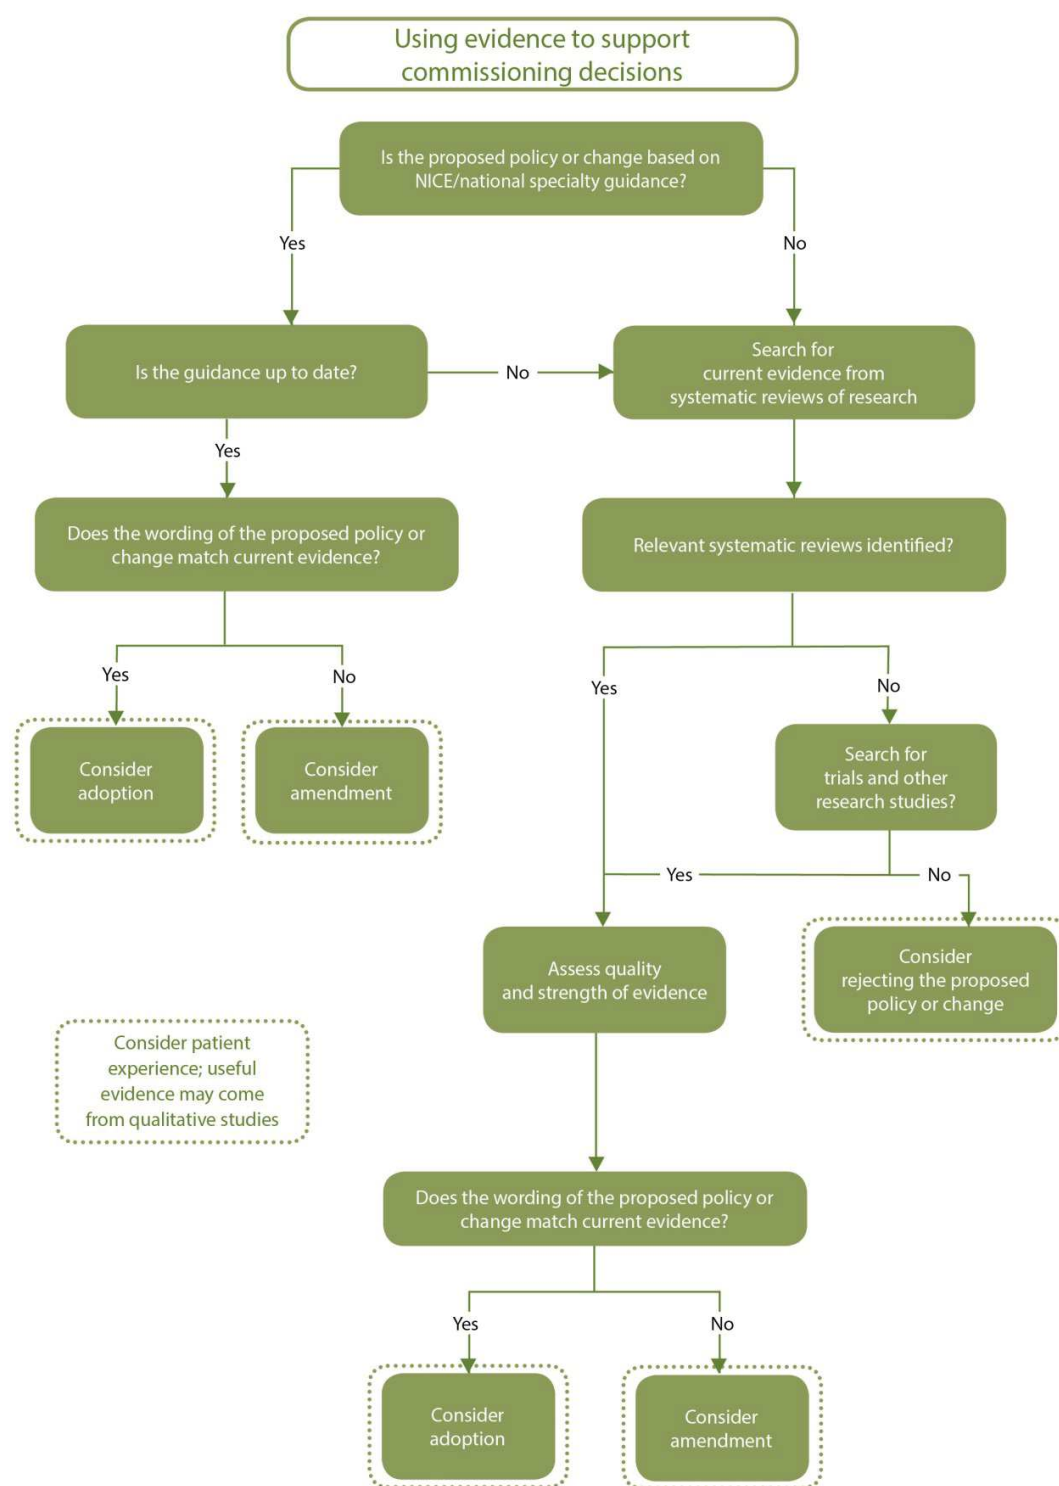 Using evidence to support
commissioning decisions
Is the proposed policy or change based on
NICE/national specialty guidance?
Yes
No
Is the guidance up to date?
No
Search for
current evidence from
systematic reviews of research
Yes
Does the wording of the proposed policy or
change match current evidence?
Relevant systematic reviews identified?
Yes
No
Yes
No
Consider
adoption
Consider
amendment
Search for
trials and other
research studies?
Yes
No
Assess quality
and strength of evidence
Consider
rejecting the proposed
policy or change
Consider patient
experience; useful
evidence may come
from qualitative studies
Does the wording of the proposed policy or
change match current evidence?
Yes
No
Consider
adoption
Consider
amendment